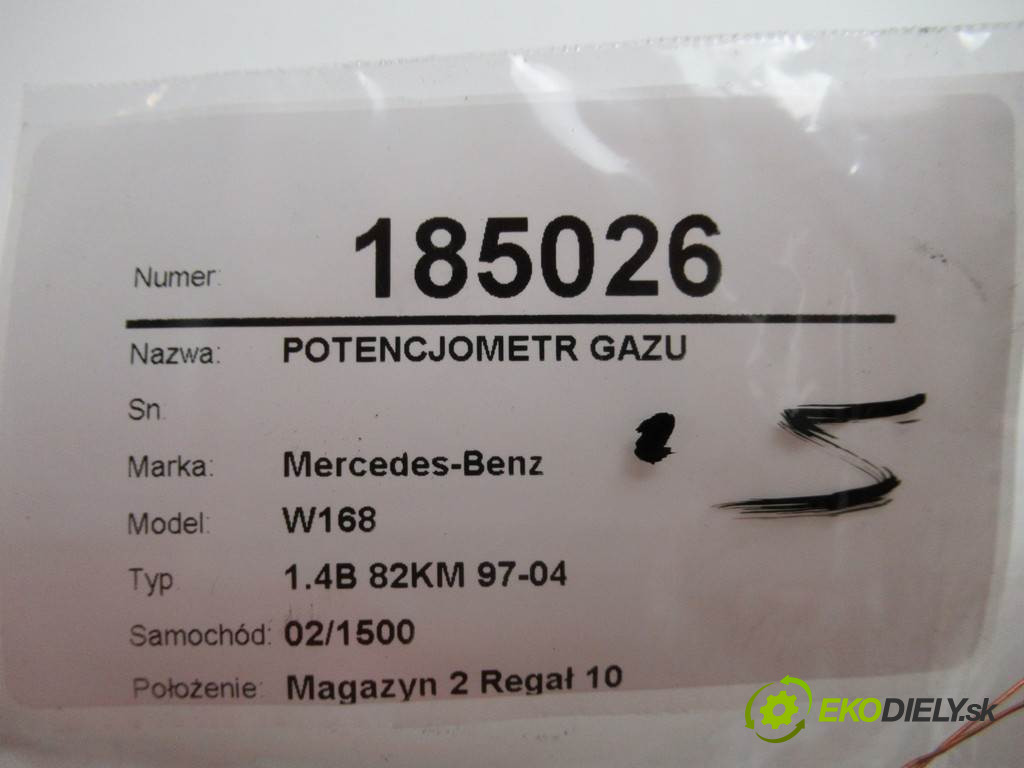 Numer: 185026
Nazwa: POTENCJOMETR GAZU
Sn.
Marka: Mercedes-Benz
Model: W168
Typ 1.4B 82KM 97-04
Samochód: 02/1500
Położenie: Magazyn 2 Regał 10
EKODIELY.sk